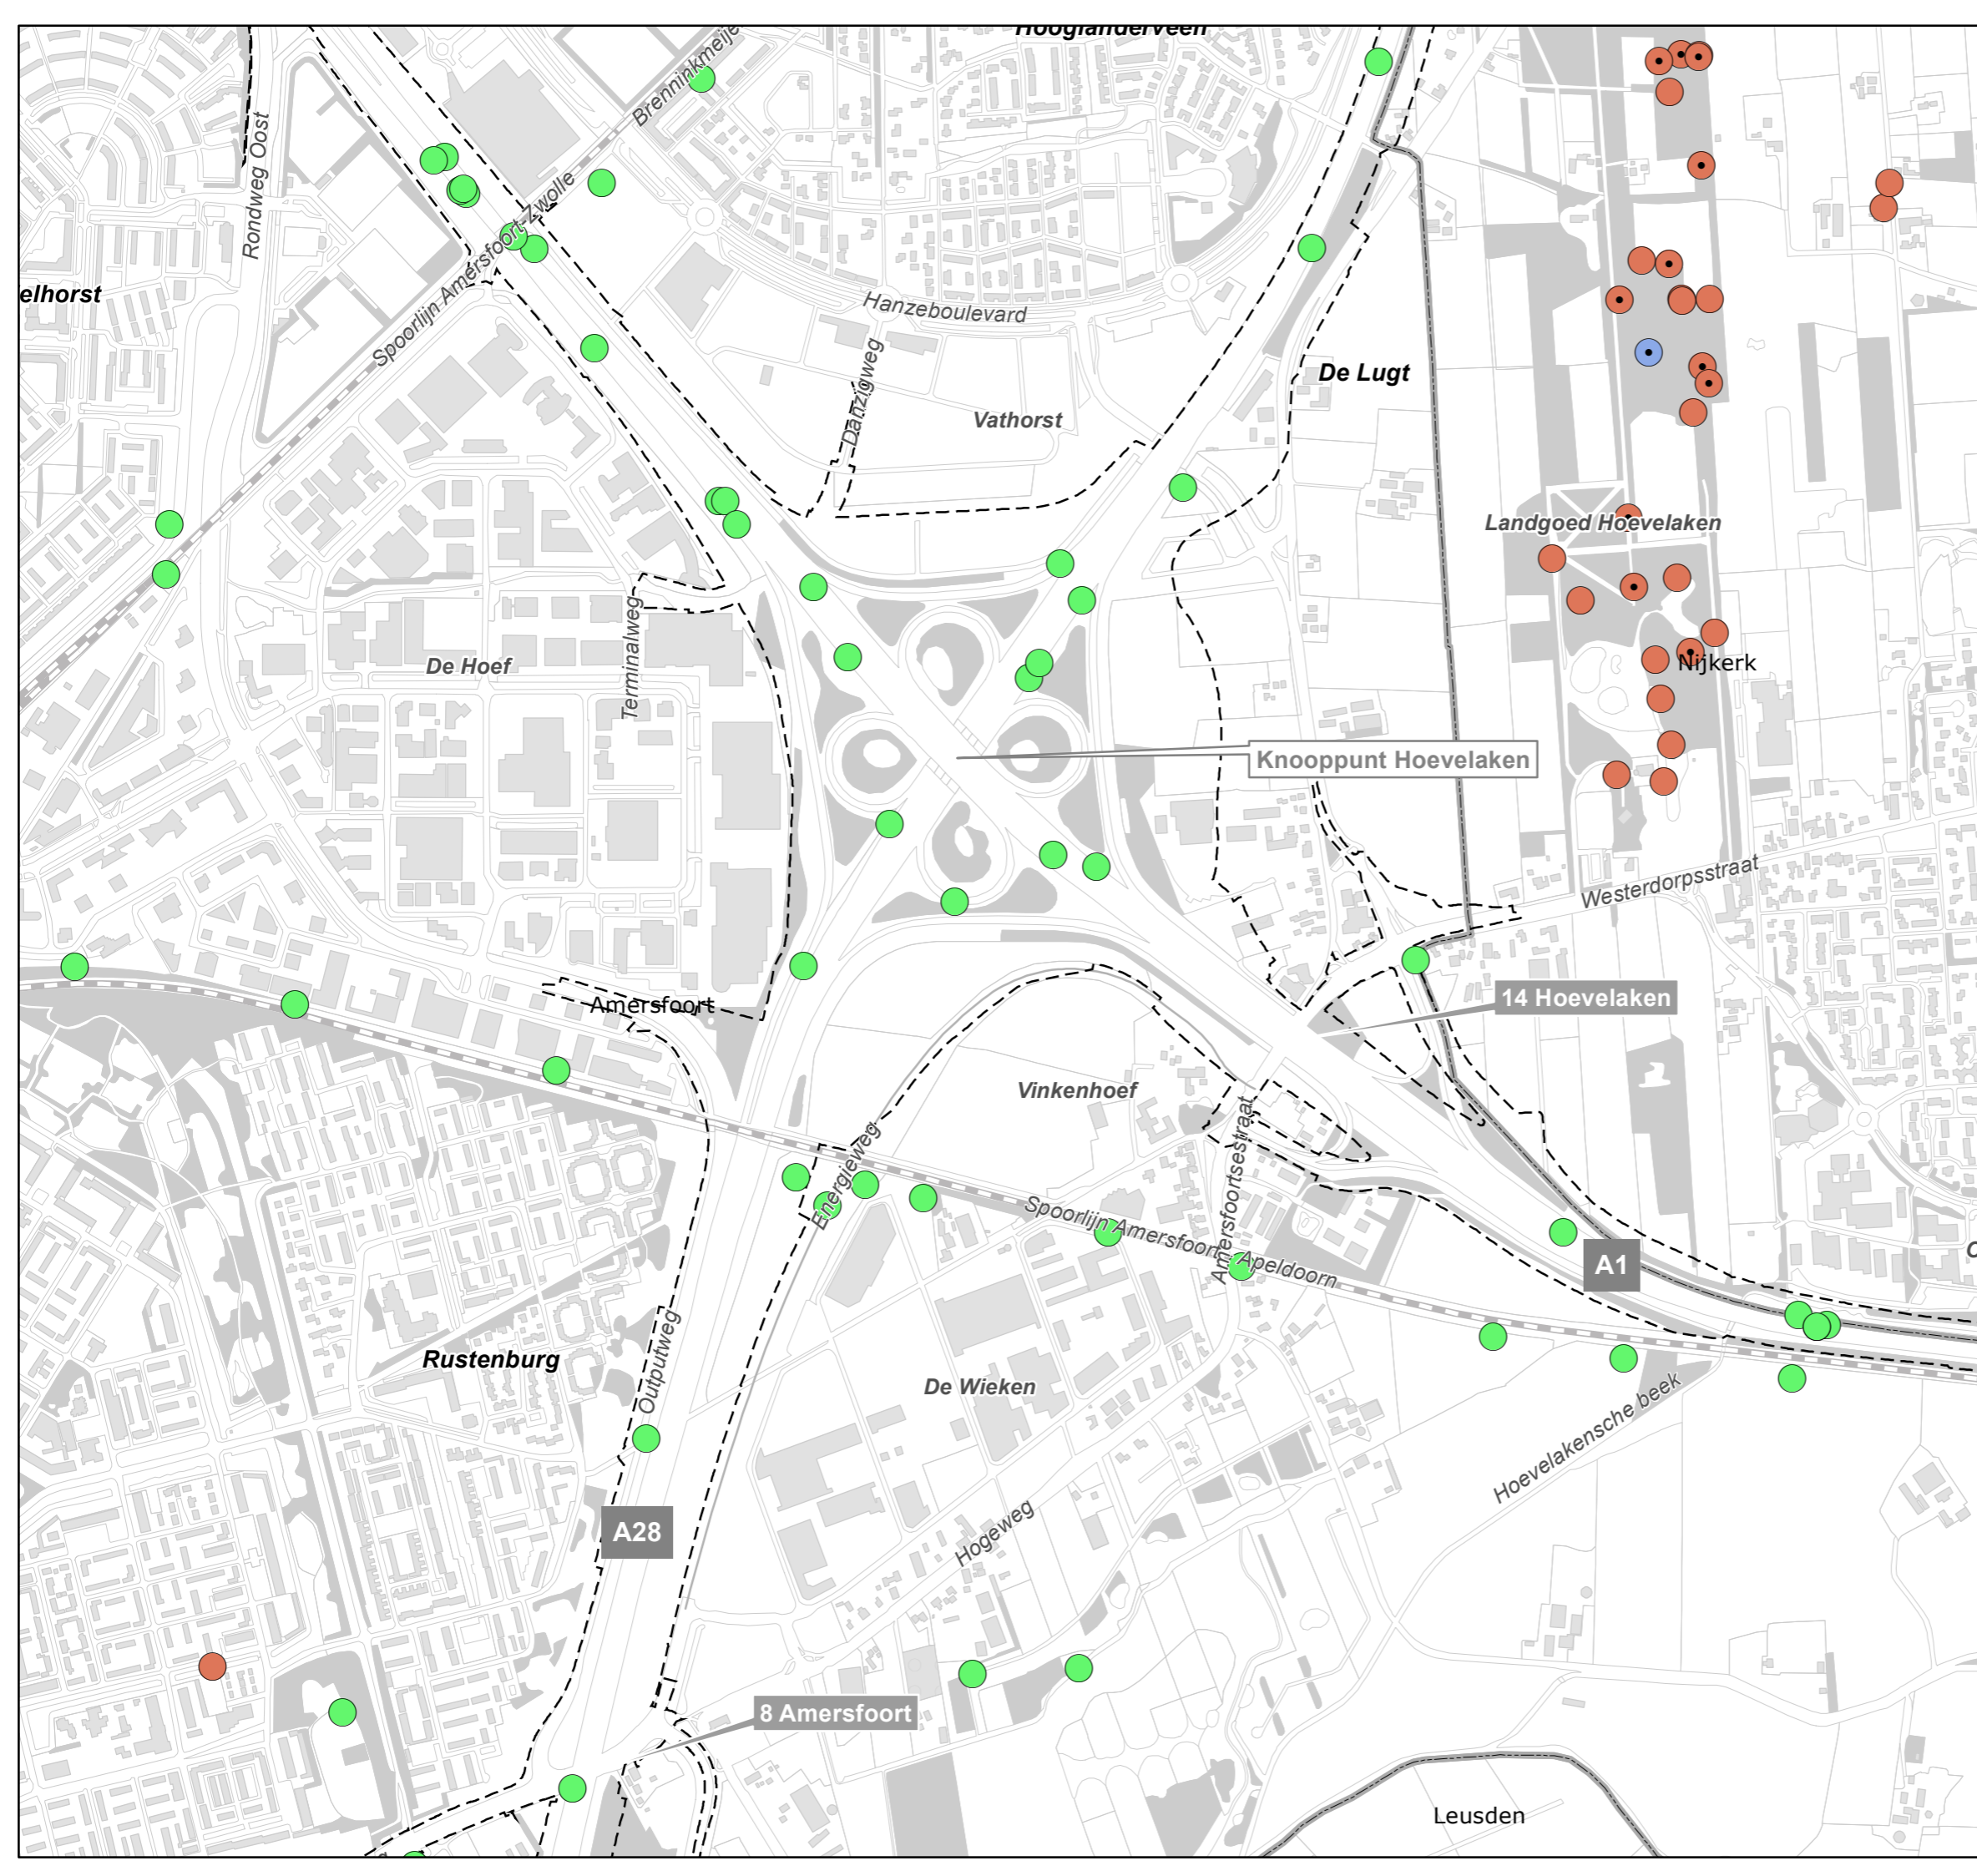 Hooglanderveen
Brenninkmeije
Rondweg Oost
Spoorlijn Amersfoort-Zwolle
elhorst
Hanzeboulevard
Danzigweg
De Lugt
Vathorst
Landgoed Hoevelaken
Terminalweg
De Hoef
Nijkerk
Knooppunt Hoevelaken
Westerdorpsstraat
Amersfoort
14 Hoevelaken
Vinkenhoef
Energieweg
Amersfoortsestraat
Spoorlijn Amersfoort - Apeldoorn
A1
Outputweg
Rustenburg
De Wieken
Hoevelakensche beek
A28
Hogeweg
8 Amersfoort
Leusden